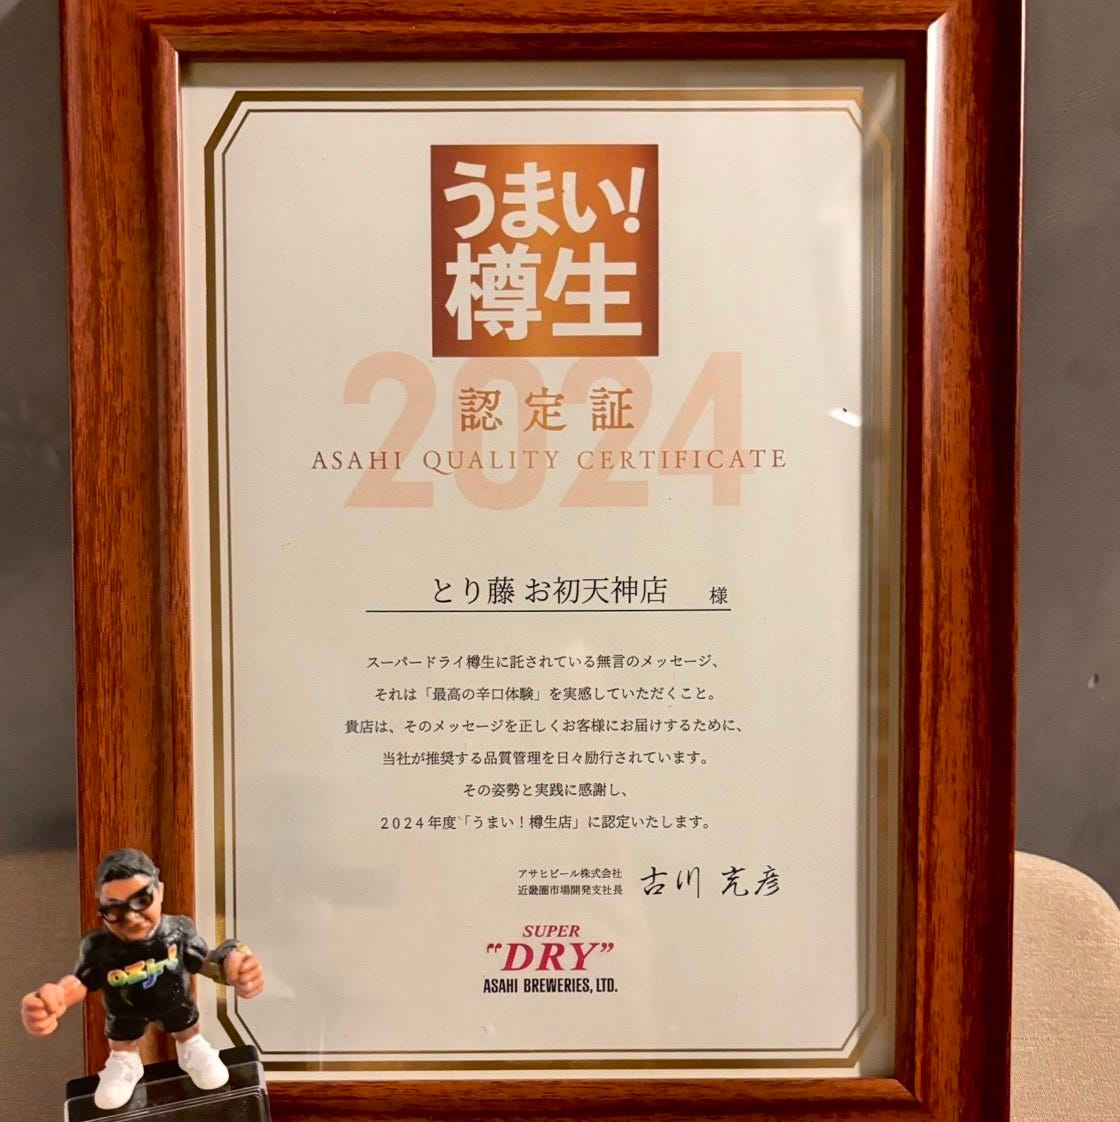 うまい!
樽生
2024
認定証
ASAHI QUALITY CERTIFICATE
とり藤 お初天神店 様
スーパードライ樽生に託されている無言のメッセージ、
それは「最高の辛口体験」を実感していただくこと。
貴店は、そのメッセージを正しくお客様にお届けするために、
当社が推奨する品質管理を日々励行されています。
その姿勢と実践に感謝し、
2024年度「うまい！樽生店」に認定いたします。
アサヒビール株式会社
近畿圏市場開発支社長 古川 克彦
SUPER
"DRY"
ASAHI BREWERIES, LTD.